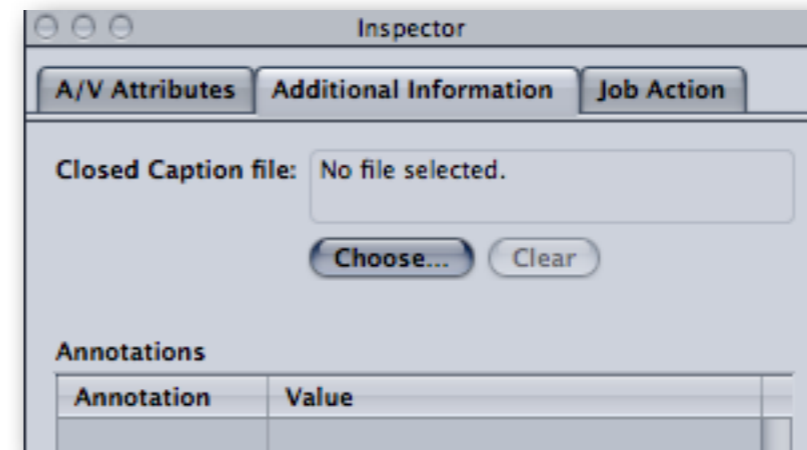 Inspector
A/V Attributes Additional Information Job Action
Closed Caption file: No file selected.
Choose... Clear
Annotations
Annotation Value